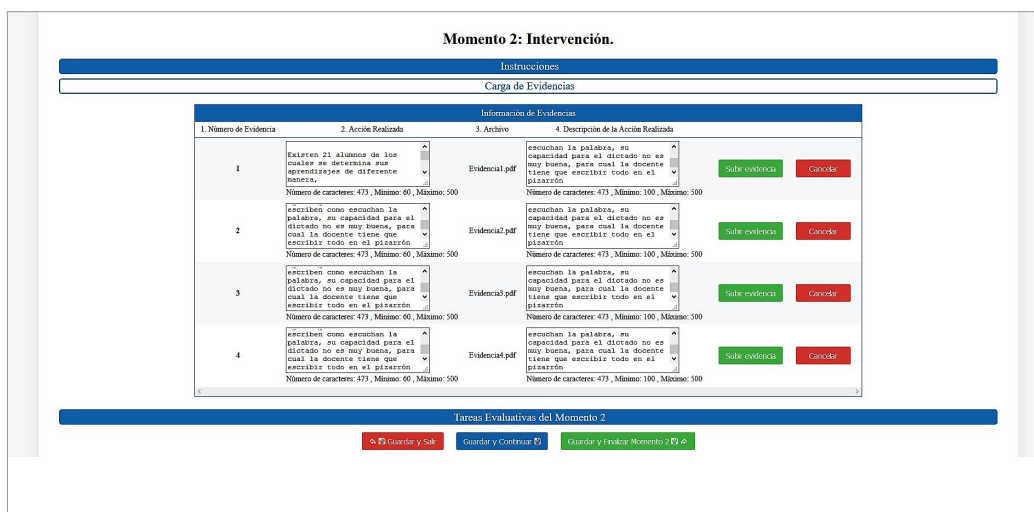 Momento 2: Intervención.
Instrucciones
Carga de Evidencias
Información de Evidencias
1. Número de Evidencia 2. Acción Realizada 3. Archivo 4. Descripción de la Acción Realizada
1
Existen 21 alumnos de los
cuales se determina sus
aprendizajes de diferente
manera,
Número de caracteres: 473 , Mínimo: 60 , Máximo: 500
Evidencia1.pdf
escuchan la palabra, su
capacidad para el dictado no es
muy buena, para cual la docente
tiene que escribir todo en el
pizarrón
Número de caracteres: 473 , Mínimo: 100 , Máximo: 500
Subir evidencia
Cancelar
2
escriben como escuchan la
palabra, su capacidad para el
dictado no es muy buena, para
cual la docente tiene que
escribir todo en el pizarrón
Número de caracteres: 473 , Mínimo: 60 , Máximo: 500
Evidencia2.pdf
escuchan la palabra, su
capacidad para el dictado no es
muy buena, para cual la docente
tiene que escribir todo en el
pizarrón
Número de caracteres: 473 , Mínimo: 100 , Máximo: 500
Subir evidencia
Cancelar
3
escriben como escuchan la
palabra, su capacidad para el
dictado no es muy buena, para
cual la docente tiene que
escribir todo en el pizarrón
Número de caracteres: 473 , Mínimo: 60 , Máximo: 500
Evidencia3.pdf
escuchan la palabra, su
capacidad para el dictado no es
muy buena, para cual la docente
tiene que escribir todo en el
pizarrón
Número de caracteres: 473 , Mínimo: 100 , Máximo: 500
Subir evidencia
Cancelar
4
escriben como escuchan la
palabra, su capacidad para el
dictado no es muy buena, para
cual la docente tiene que
escribir todo en el pizarrón
Número de caracteres: 473 , Mínimo: 60 , Máximo: 500
Evidencia4.pdf
escuchan la palabra, su
capacidad para el dictado no es
muy buena, para cual la docente
tiene que escribir todo en el
pizarrón
Número de caracteres: 473 , Mínimo: 100 , Máximo: 500
Subir evidencia
Cancelar
Tareas Evaluativas del Momento 2
Guardar y Salir
Guardar y Continuar
Guardar y Finalizar Momento 2